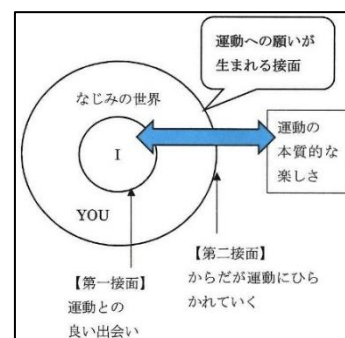 運動への願いが
生まれる接面
なじみの世界
I
YOU
運動の
本質的な
楽しさ
【第一接面】
運動との
良い出会い
【第二接面】
からだが運動にひら
かれていく